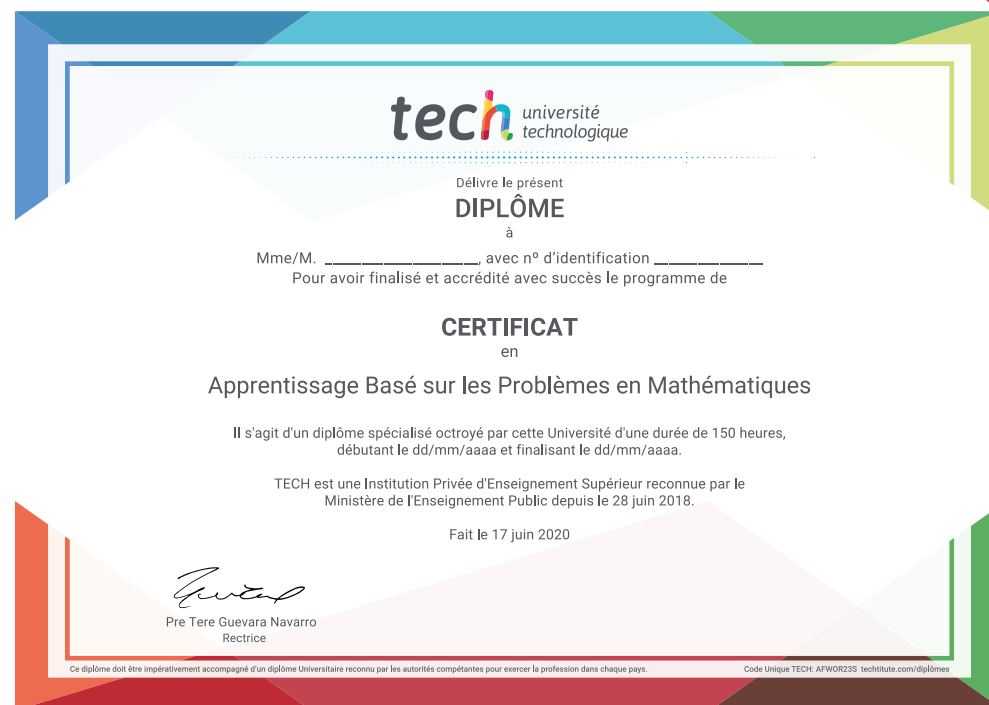 tech université
technologique
Délivre le présent
DIPLÔME
à
Mme/M. ____________________, avec nº d'identification ______________
Pour avoir finalisé et accrédité avec succès le programme de
CERTIFICAT
en
Apprentissage Basé sur les Problèmes en Mathématiques
Il s'agit d'un diplôme spécialisé octroyé par cette Université d'une durée de 150 heures,
débutant le dd/mm/aaaa et finalisant le dd/mm/aaaa.
TECH est une Institution Privée d'Enseignement Supérieur reconnue par le
Ministère de l'Enseignement Public depuis le 28 juin 2018.
Fait le 17 juin 2020
Pre Tere Guevara Navarro
Rectrice
Ce diplôme doit être impérativement accompagné d'un diplôme Universitaire reconnu par les autorités compétantes pour exercer la profession dans chaque pays.
Code Unique TECH: AFWOR23S techtitute.com/diplômes